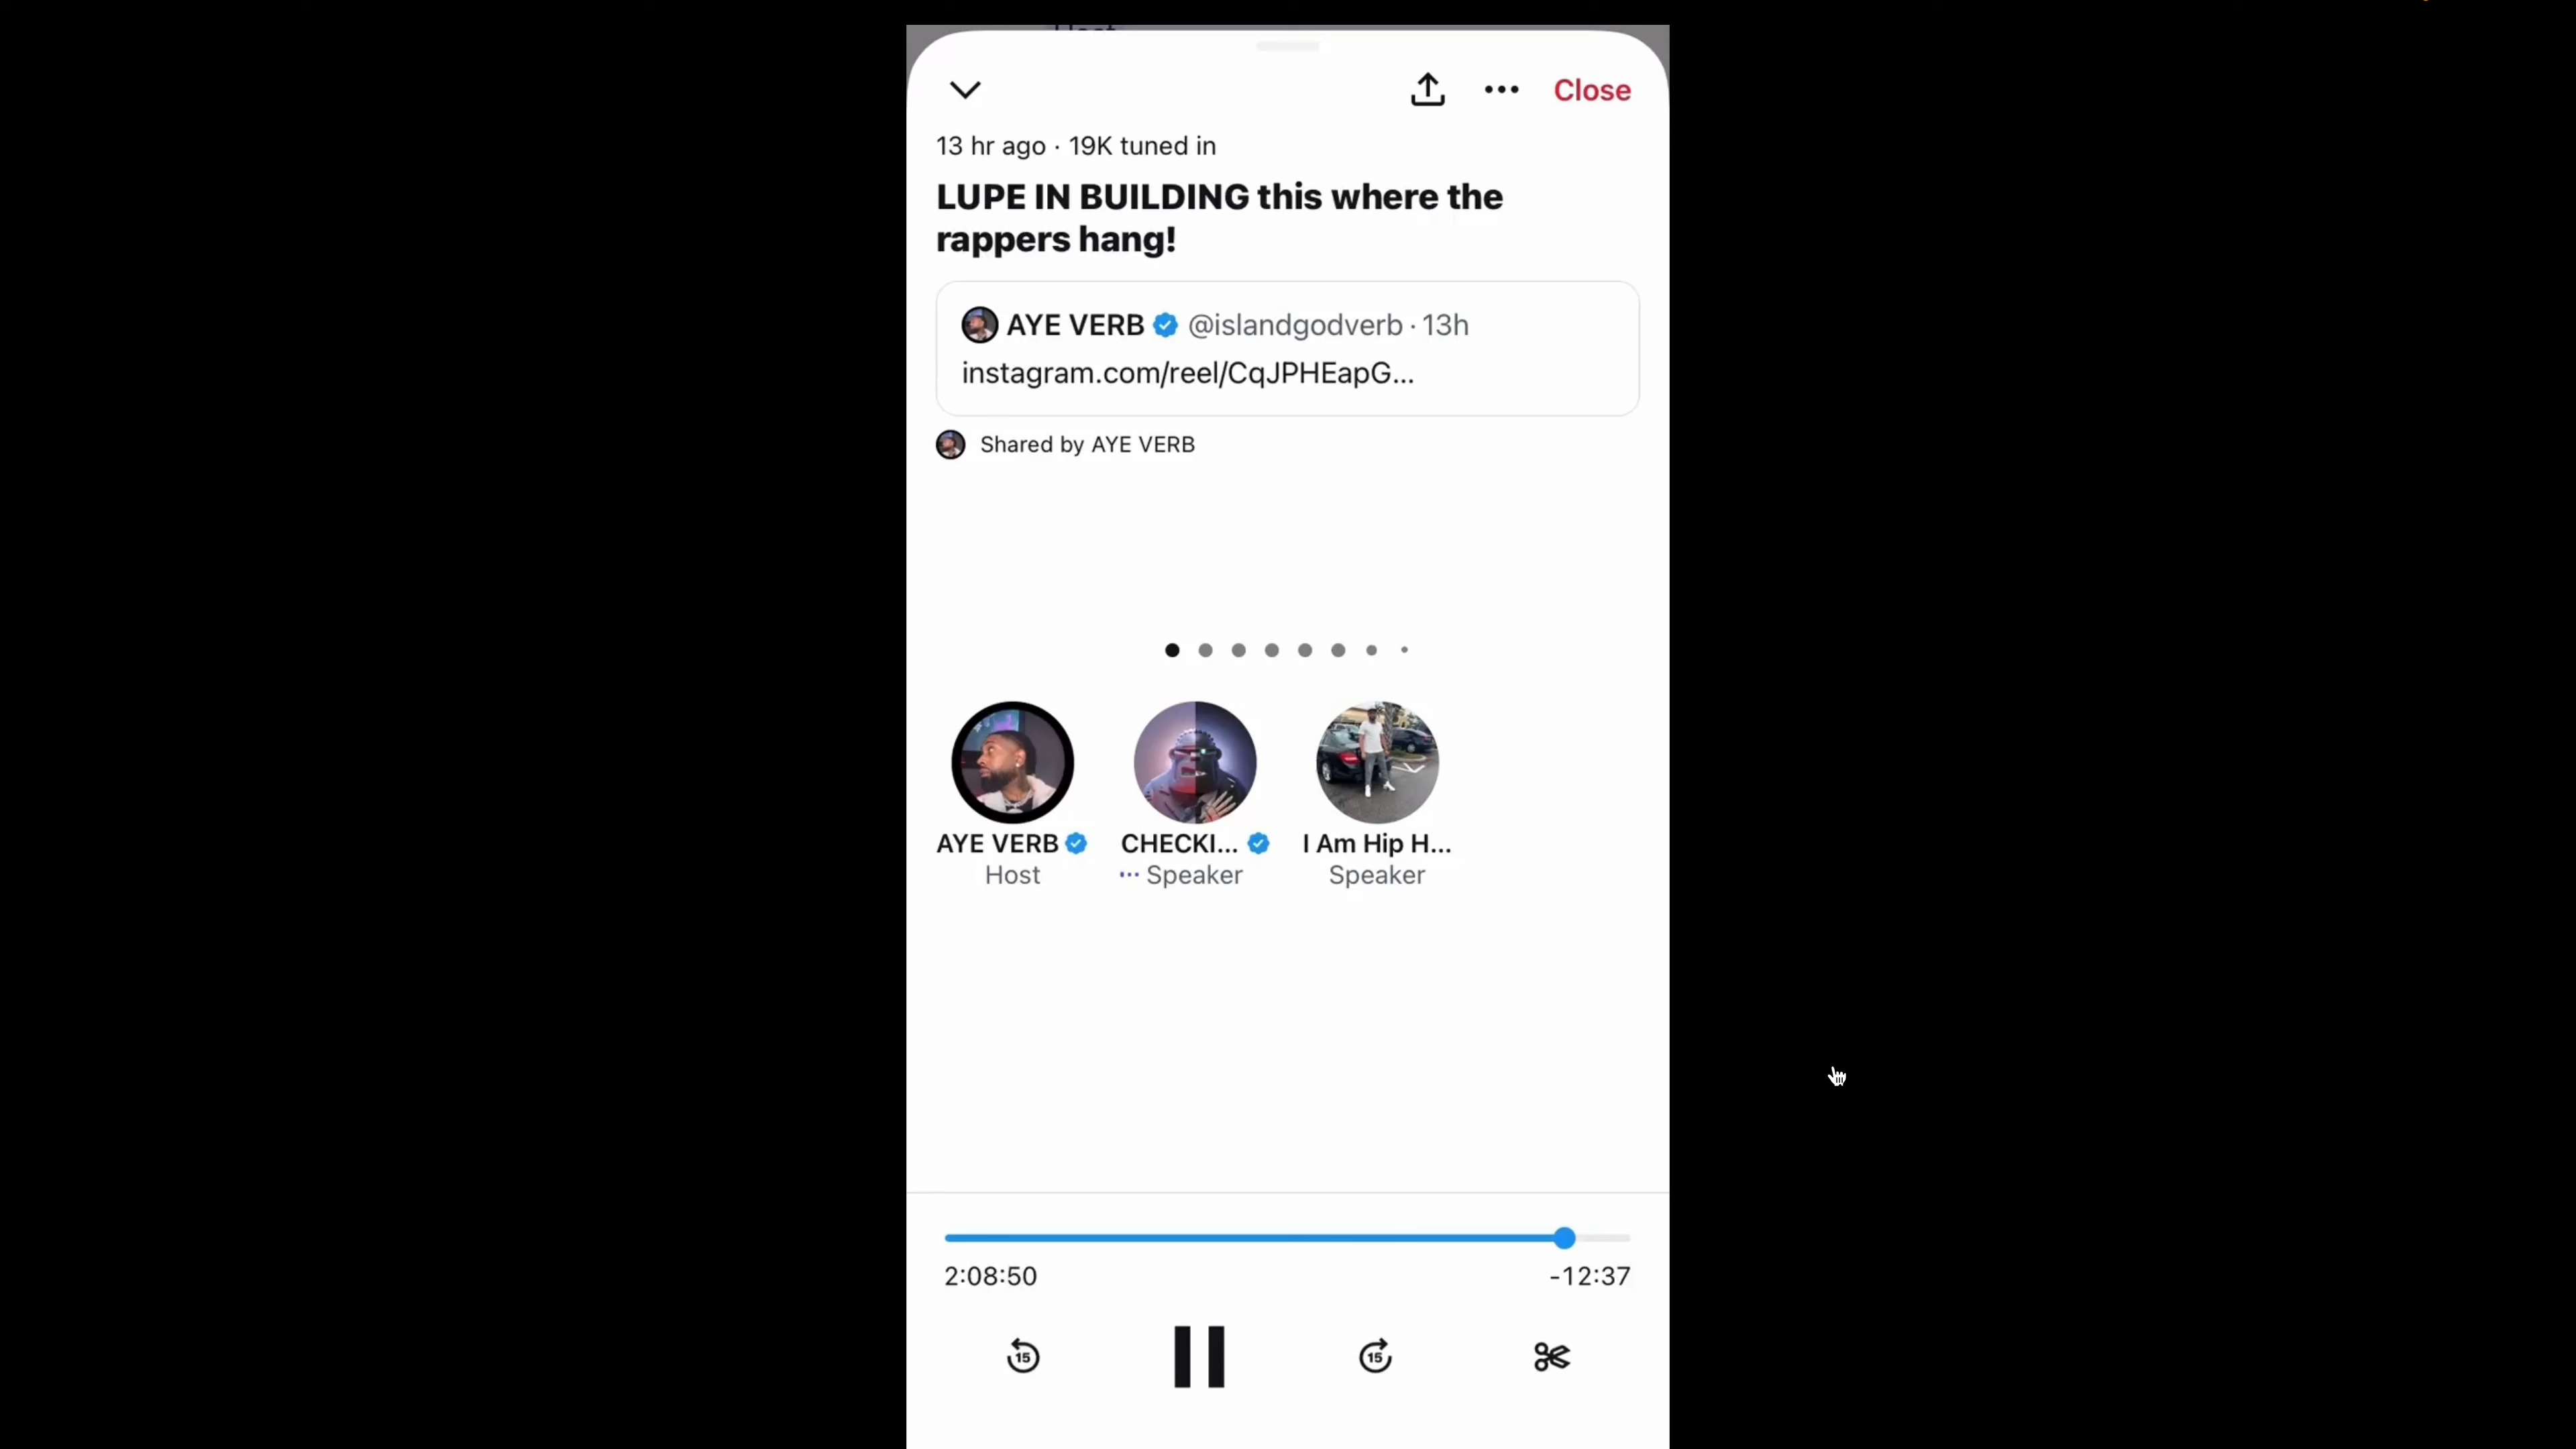 Close
13 hr ago · 19K tuned in
LUPE IN BUILDING this where the
rappers hang!
AYE VERB @islandgodverb · 13h
instagram.com/reel/CqJPHEapG...
Shared by AYE VERB
AYE VERB CHECKI... I Am Hip H...
Host Speaker Speaker
2:08:50 -12:37
15 15